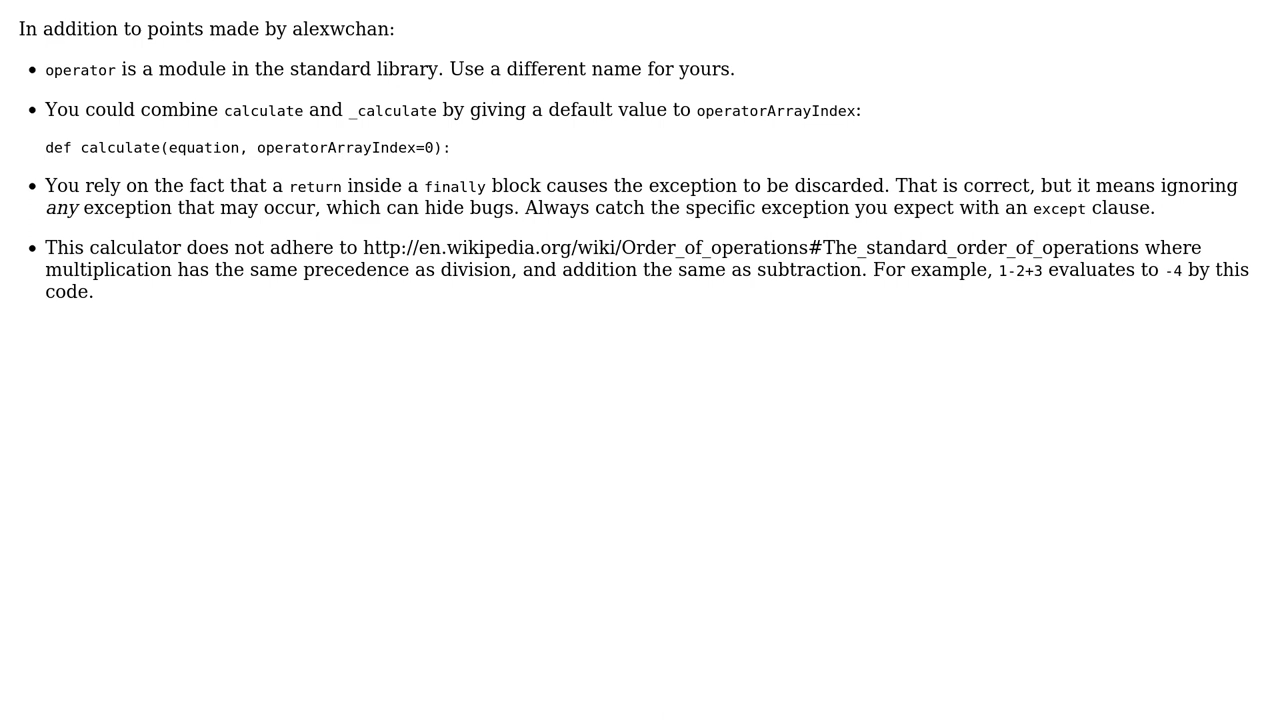 In addition to points made by alexwchan:
• operator is a module in the standard library. Use a different name for yours.
• You could combine calculate and _calculate by giving a default value to operatorArrayIndex:
def calculate(equation, operatorArrayIndex=0):
• You rely on the fact that a return inside a finally block causes the exception to be discarded. That is correct, but it means ignoring
any exception that may occur, which can hide bugs. Always catch the specific exception you expect with an except clause.
• This calculator does not adhere to http://en.wikipedia.org/wiki/Order_of_operations#The_standard_order_of_operations where
multiplication has the same precedence as division, and addition the same as subtraction. For example, 1-2+3 evaluates to -4 by this
code.